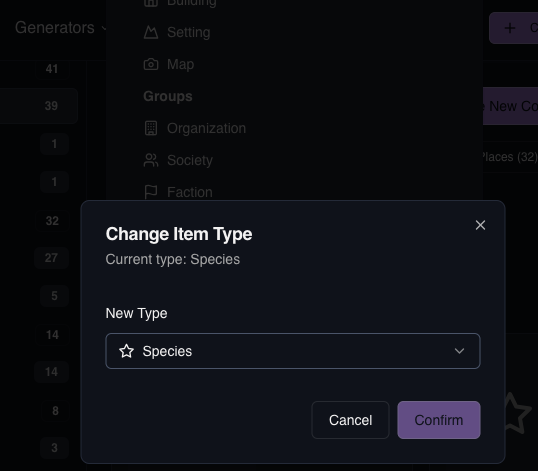 Building
Generators
Setting
41
Map
39
Groups
New Co
1
Organization
Places (32)
1
Society
32
Faction
Change Item Type
Current type: Species
27
5
New Type
14
Species
14
8
Cancel
Confirm
3